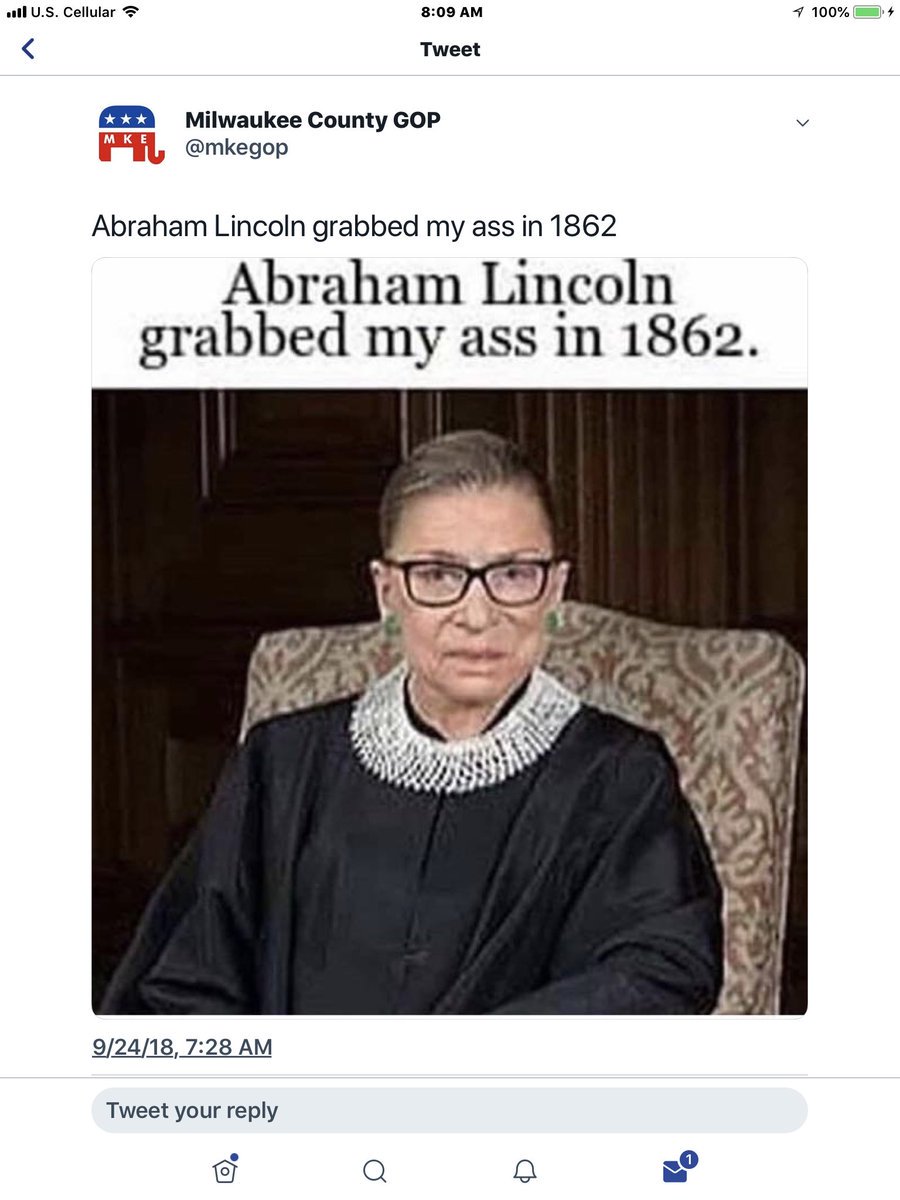 U.S. Cellular 8:09 AM 100%
Tweet
MKE
Milwaukee County GOP
@mkegop
Abraham Lincoln grabbed my ass in 1862
Abraham Lincoln
grabbed my ass in 1862.
9/24/18, 7:28 AM
Tweet your reply
1